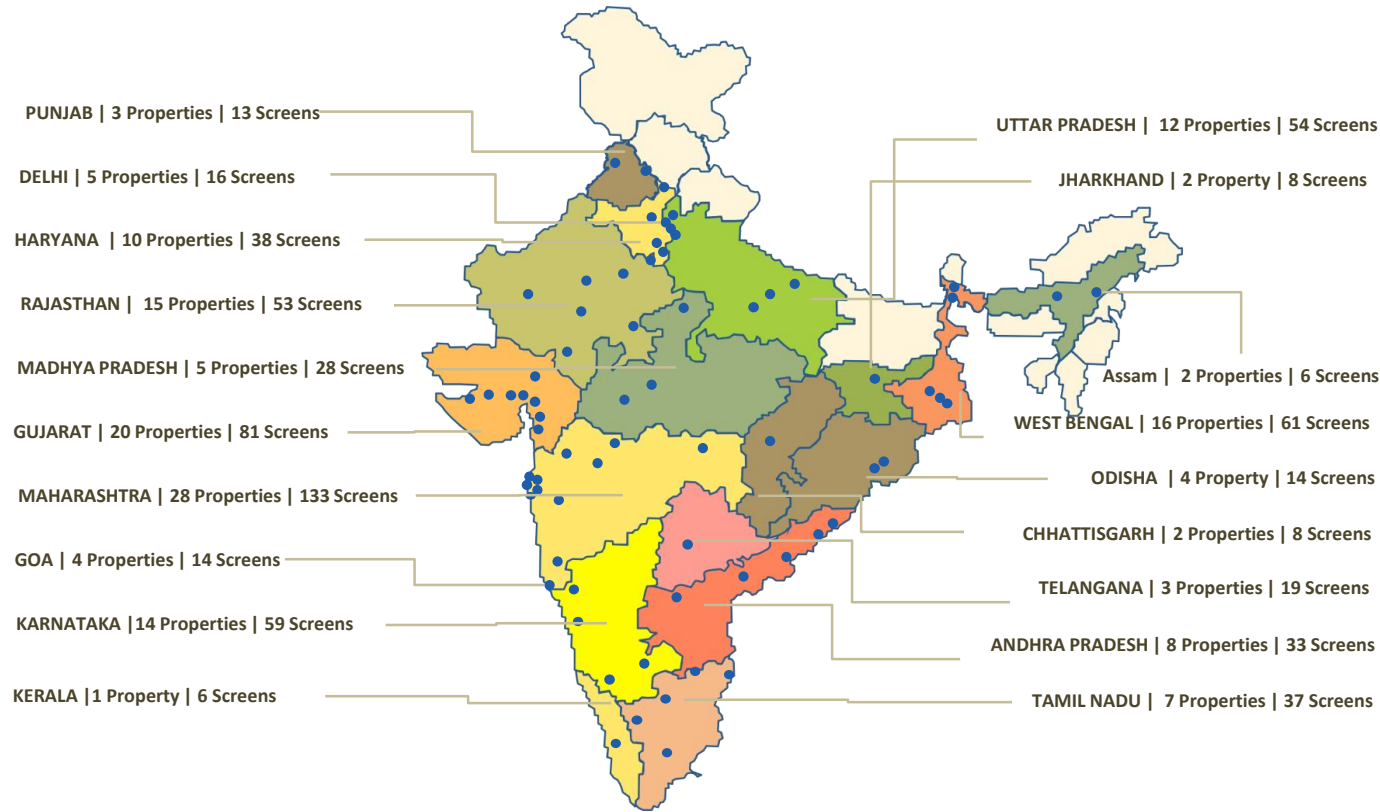 PUNJAB | 3 Properties | 13 Screens
DELHI | 5 Properties | 16 Screens
HARYANA | 10 Properties | 38 Screens
RAJASTHAN | 15 Properties | 53 Screens
MADHYA PRADESH | 5 Properties | 28 Screens
GUJARAT | 20 Properties | 81 Screens
MAHARASHTRA | 28 Properties | 133 Screens
GOA | 4 Properties | 14 Screens
KARNATAKA |14 Properties | 59 Screens
KERALA |1 Property | 6 Screens
UTTAR PRADESH | 12 Properties | 54 Screens
JHARKHAND | 2 Property | 8 Screens
Assam | 2 Properties | 6 Screens
WEST BENGAL | 16 Properties | 61 Screens
ODISHA | 4 Property | 14 Screens
CHHATTISGARH | 2 Properties | 8 Screens
TELANGANA | 3 Properties | 19 Screens
ANDHRA PRADESH | 8 Properties | 33 Screens
TAMIL NADU | 7 Properties | 37 Screens